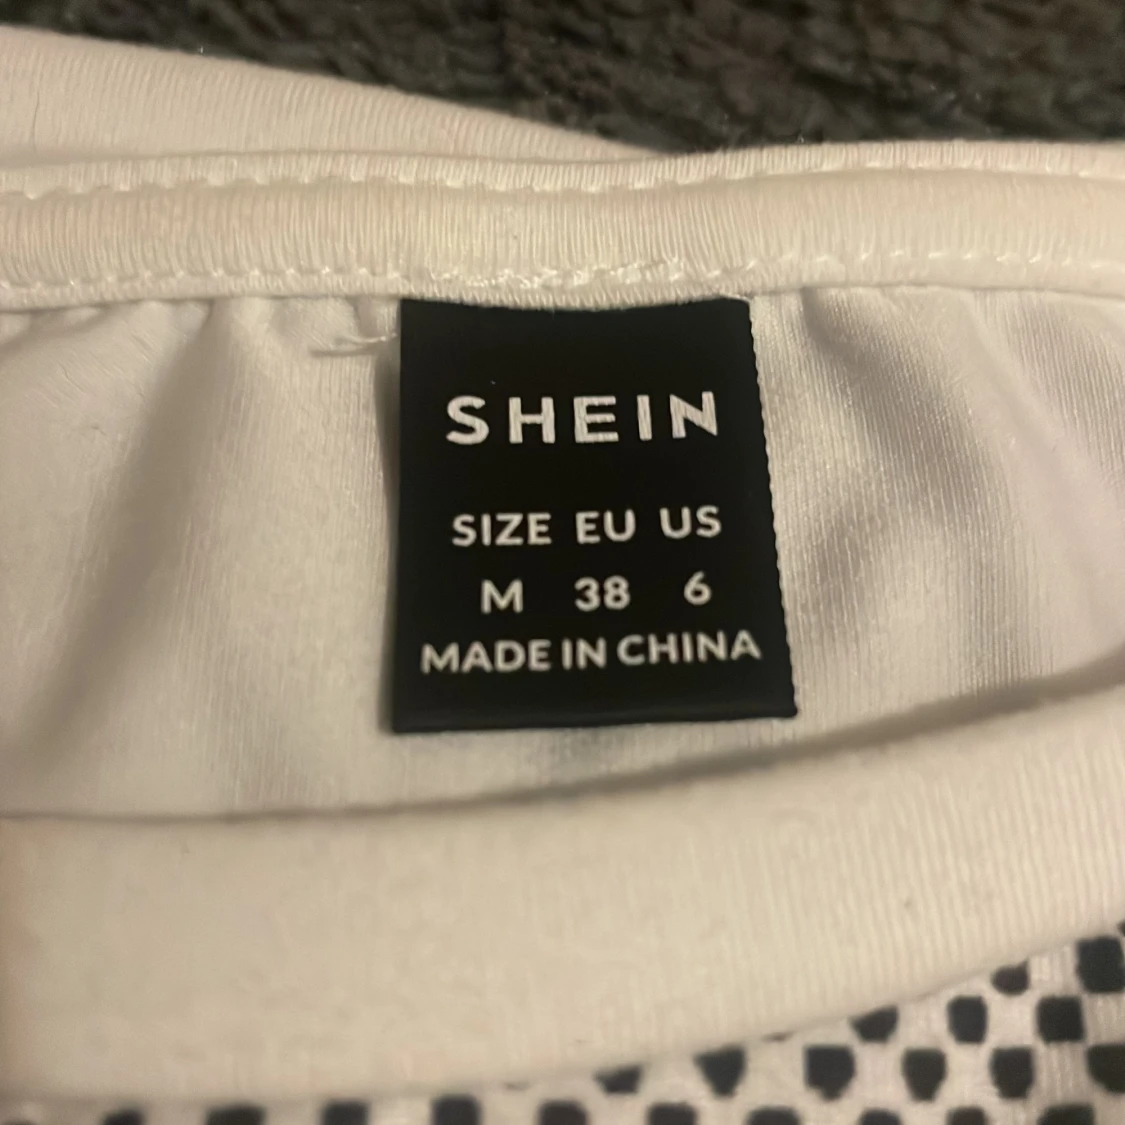 SHEIN
SIZE EU US
M 38 6
MADE IN CHINA